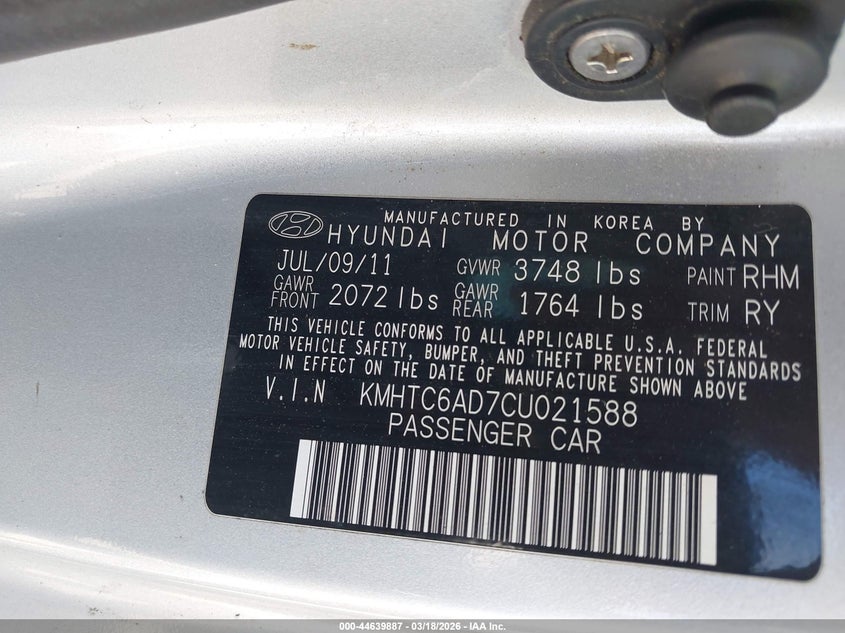 MANUFACTURED IN KOREA BY
HYUNDAI MOTOR COMPANY
JUL/09/11 GVWR 3748 lbs PAINT RHM
GAWR FRONT 2072 lbs GAWR REAR 1764 lbs TRIM RY
THIS VEHICLE CONFORMS TO ALL APPLICABLE U.S.A. FEDERAL
MOTOR VEHICLE SAFETY, BUMPER, AND THEFT PREVENTION STANDARDS
IN EFFECT ON THE DATE OF MANUFACTURE SHOWN ABOVE
V.I.N KMHTC6AD7CU021588
PASSENGER CAR
000-44639887 - 03/18/2026 - IAA Inc.